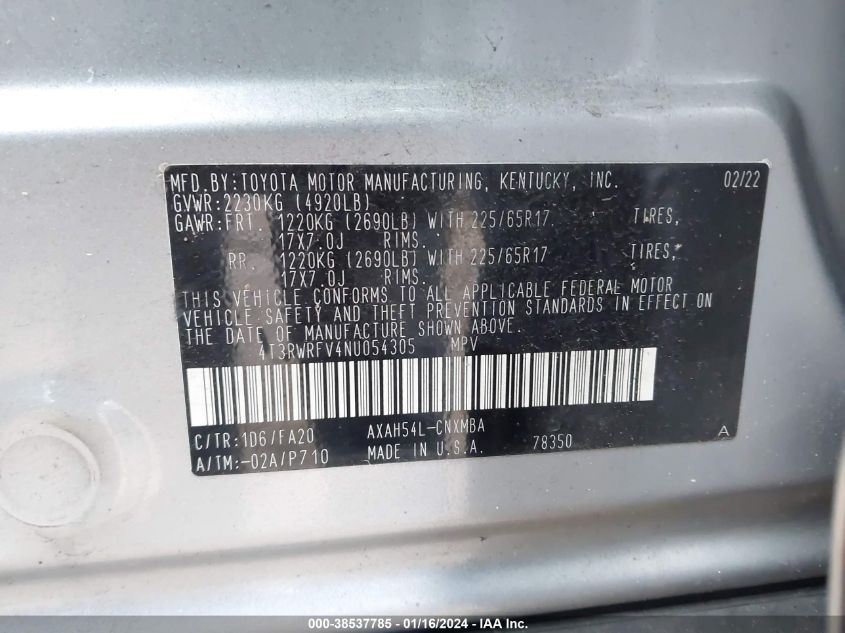 MFD.BY:TOYOTA MOTOR MANUFACTURING, KENTUCKY, INC. 02/22
GVWR:2230KG (4920LB)
GAWR:FRT. 1220KG (2690LB) WITH 225/65R17 TIRES,
17X7.0J RIMS.
RR. 1220KG (2690LB) WITH 225/65R17 TIRES,
17X7.0J RIMS.
THIS VEHICLE CONFORMS TO ALL APPLICABLE FEDERAL MOTOR
VEHICLE SAFETY AND THEFT PREVENTION STANDARDS IN EFFECT ON
THE DATE OF MANUFACTURE SHOWN ABOVE.
4T3RWRFV4NU054305 MPV
C/TR:1D6/FA20 AXAH54L-CNXMBA
A/TM:-02A/P710 MADE IN U.S.A. 78350 A
000-38537785 - 01/16/2024 - IAA Inc.